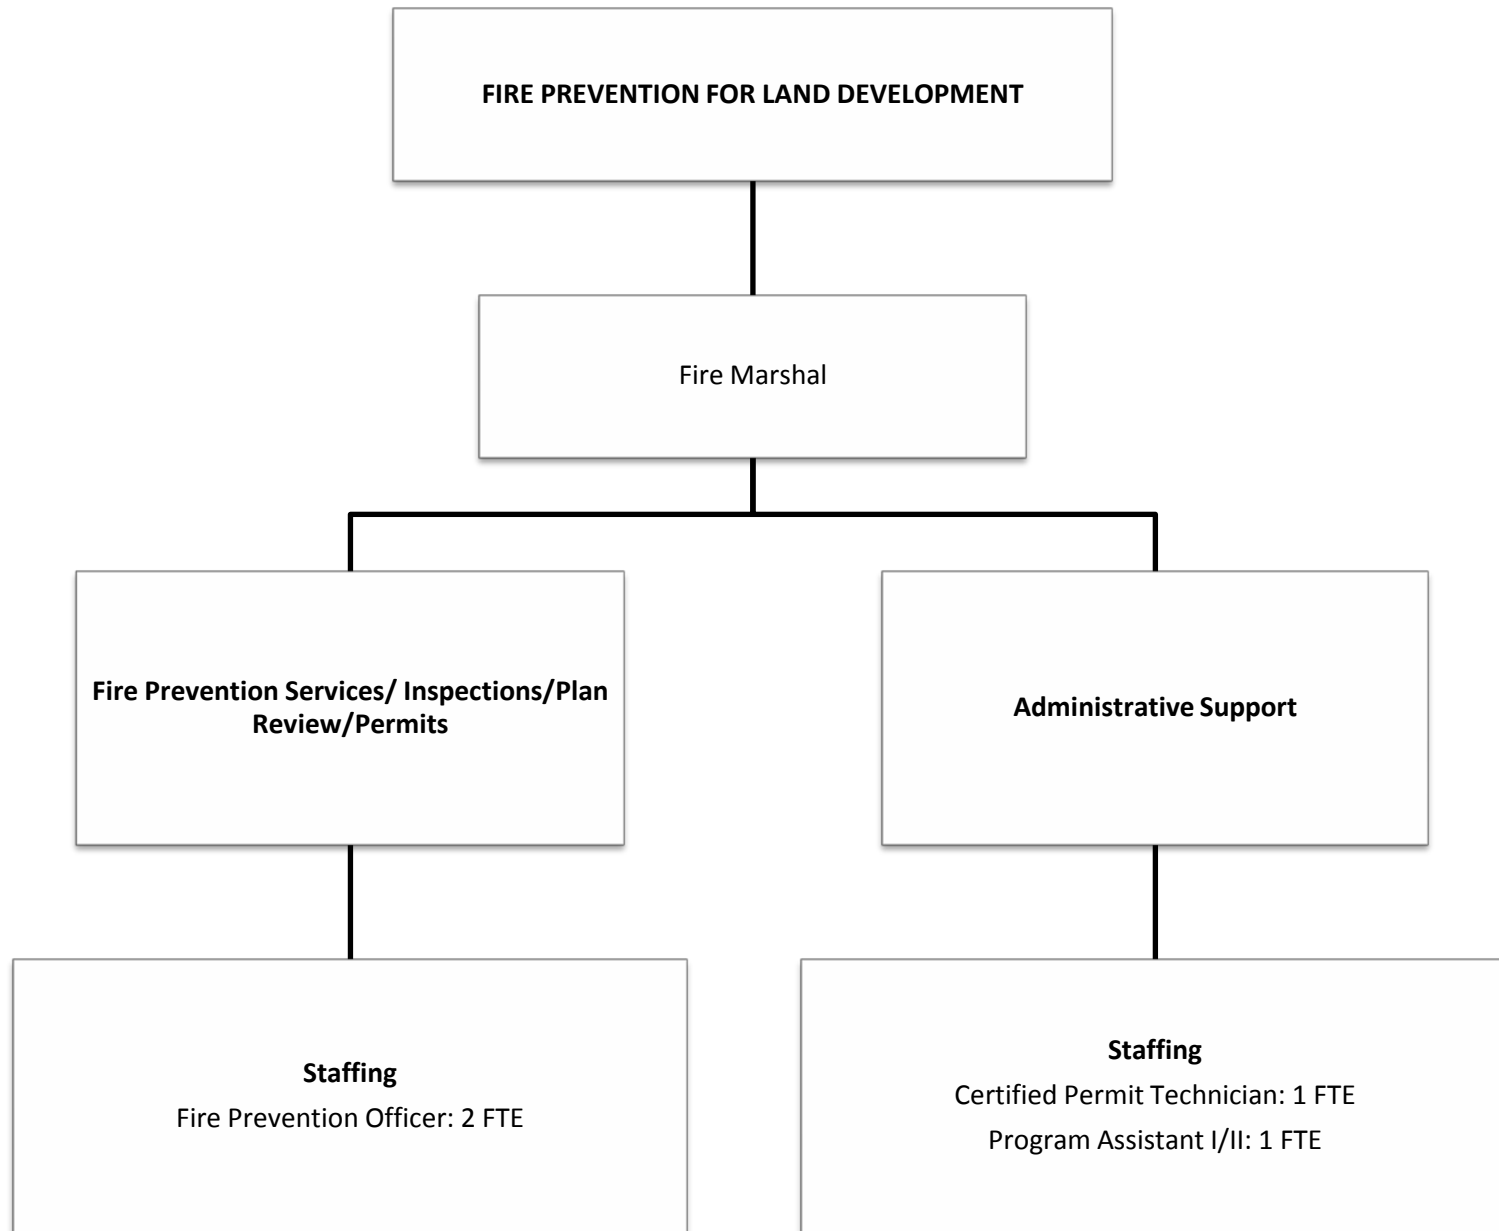 FIRE PREVENTION FOR LAND DEVELOPMENT
Fire Marshal
Fire Prevention Services/ Inspections/Plan
Review/Permits
Administrative Support
Staffing
Fire Prevention Officer: 2 FTE
Staffing
Certified Permit Technician: 1 FTE
Program Assistant I/II: 1 FTE